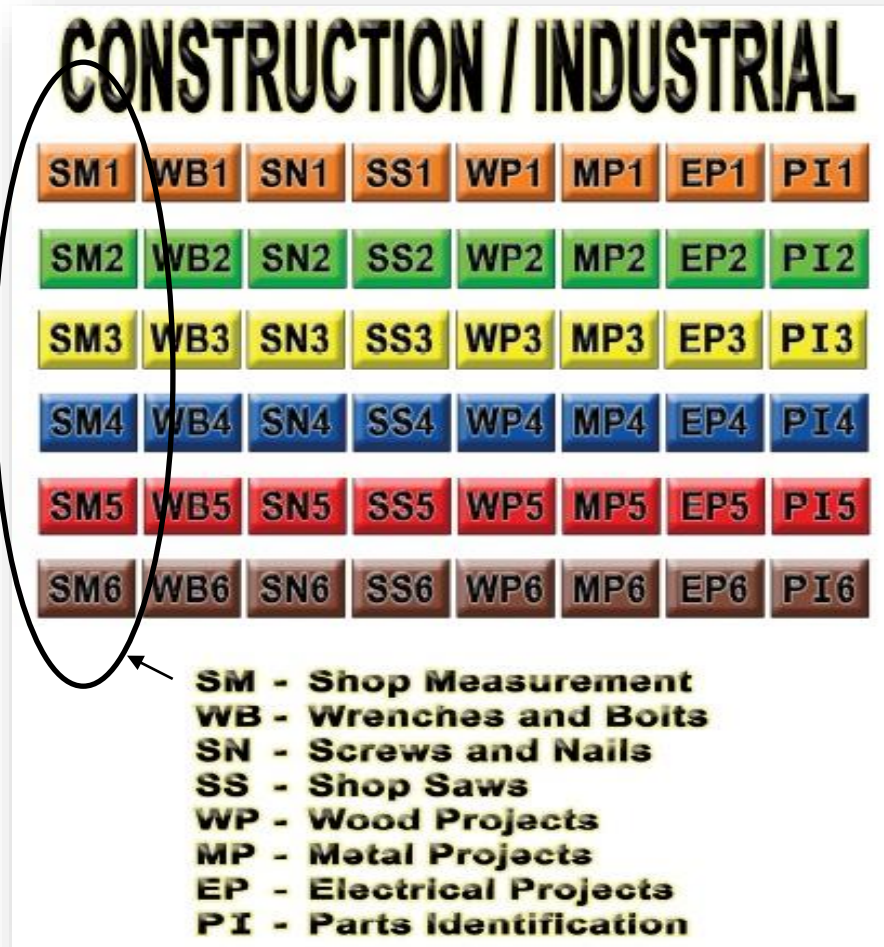 CONSTRUCTION / INDUSTRIAL
SM1 WB1 SN1 SS1 WP1 MP1 EP1 PI1
SM2 WB2 SN2 SS2 WP2 MP2 EP2 PI2
SM3 WB3 SN3 SS3 WP3 MP3 EP3 PI3
SM4 WB4 SN4 SS4 WP4 MP4 EP4 PI4
SM5 WB5 SN5 SS5 WP5 MP5 EP5 PI5
SM6 WB6 SN6 SS6 WP6 MP6 EP6 PI6
SM - Shop Measurement
WB - Wrenches and Bolts
SN - Screws and Nails
SS - Shop Saws
WP - Wood Projects
MP - Metal Projects
EP - Electrical Projects
PI - Parts Identification